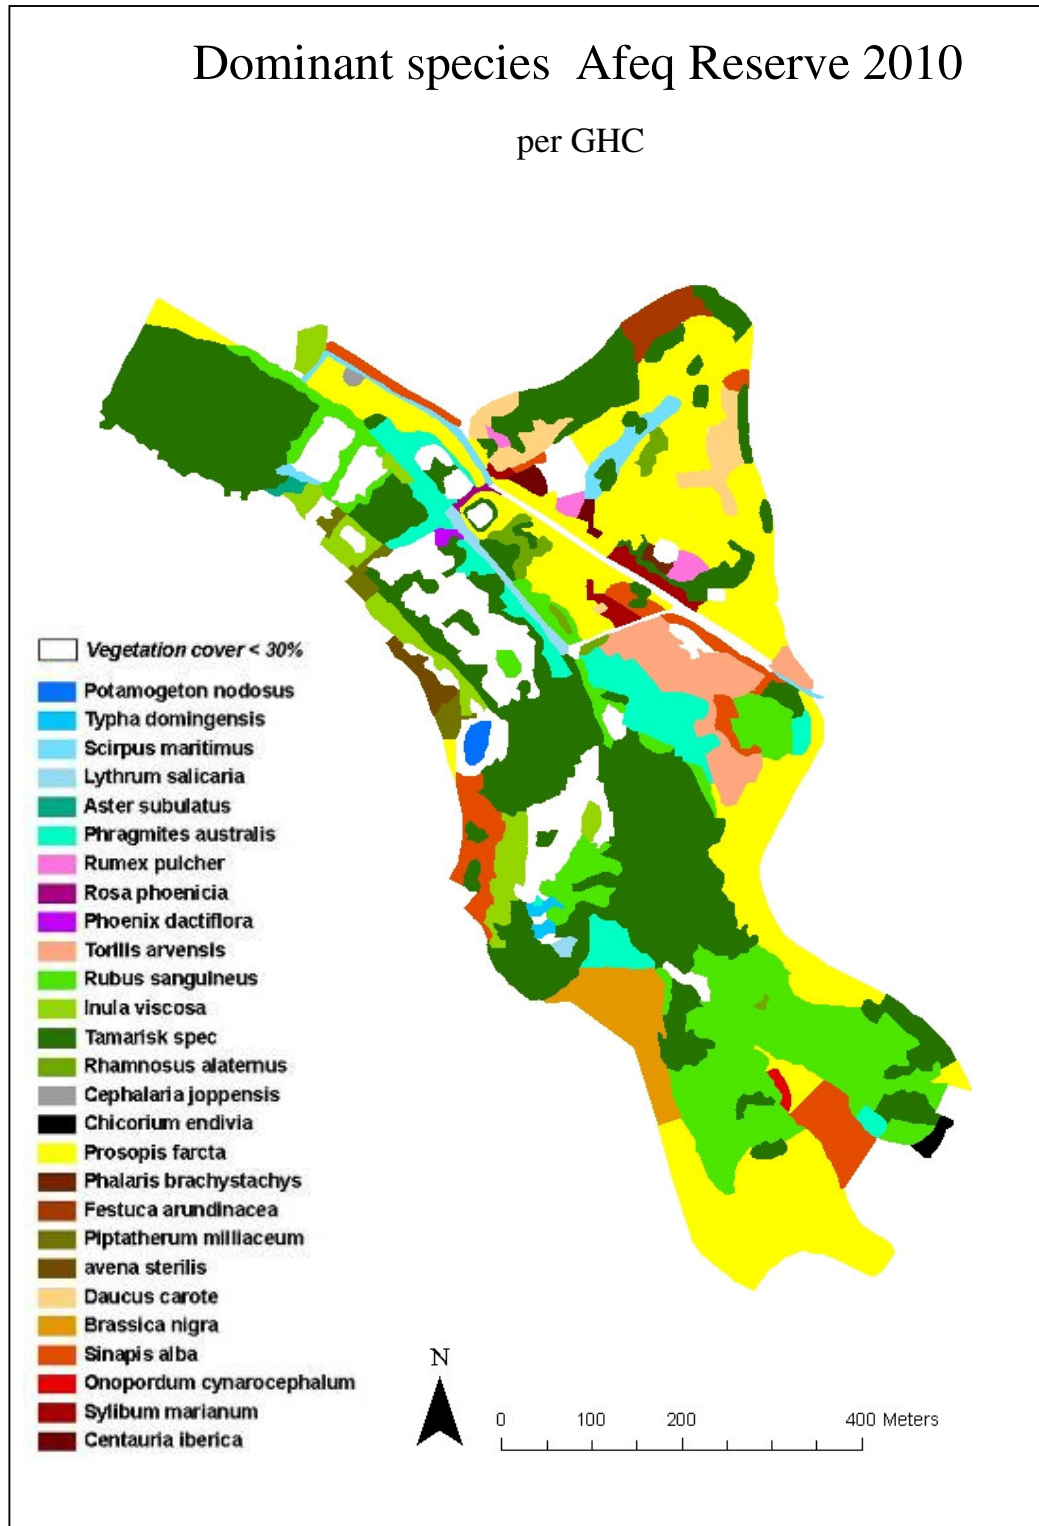 Dominant species Afeq Reserve 2010
per GHC
Vegetation cover < 30%
Potamogeton nodosus
Typha domingensis
Scirpus maritimus
Lythrum salicaria
Aster subulatus
Phragmites australis
Rumex pulcher
Rosa phoenicia
Phoenix dactiflora
Torilis arvensis
Rubus sanguineus
Inula viscosa
Tamarisk spec
Rhamnosus alaternus
Cephalaria joppensis
Chicorium endivia
Prosopis farcta
Phalaris brachystachys
Festuca arundinacea
Piptatherum miliaceum
avena sterilis
Daucus carote
Brassica nigra
Sinapis alba
Onopordum cynarocephalum
Sylibum marianum
Centauria iberica
N
0 100 200 400 Meters